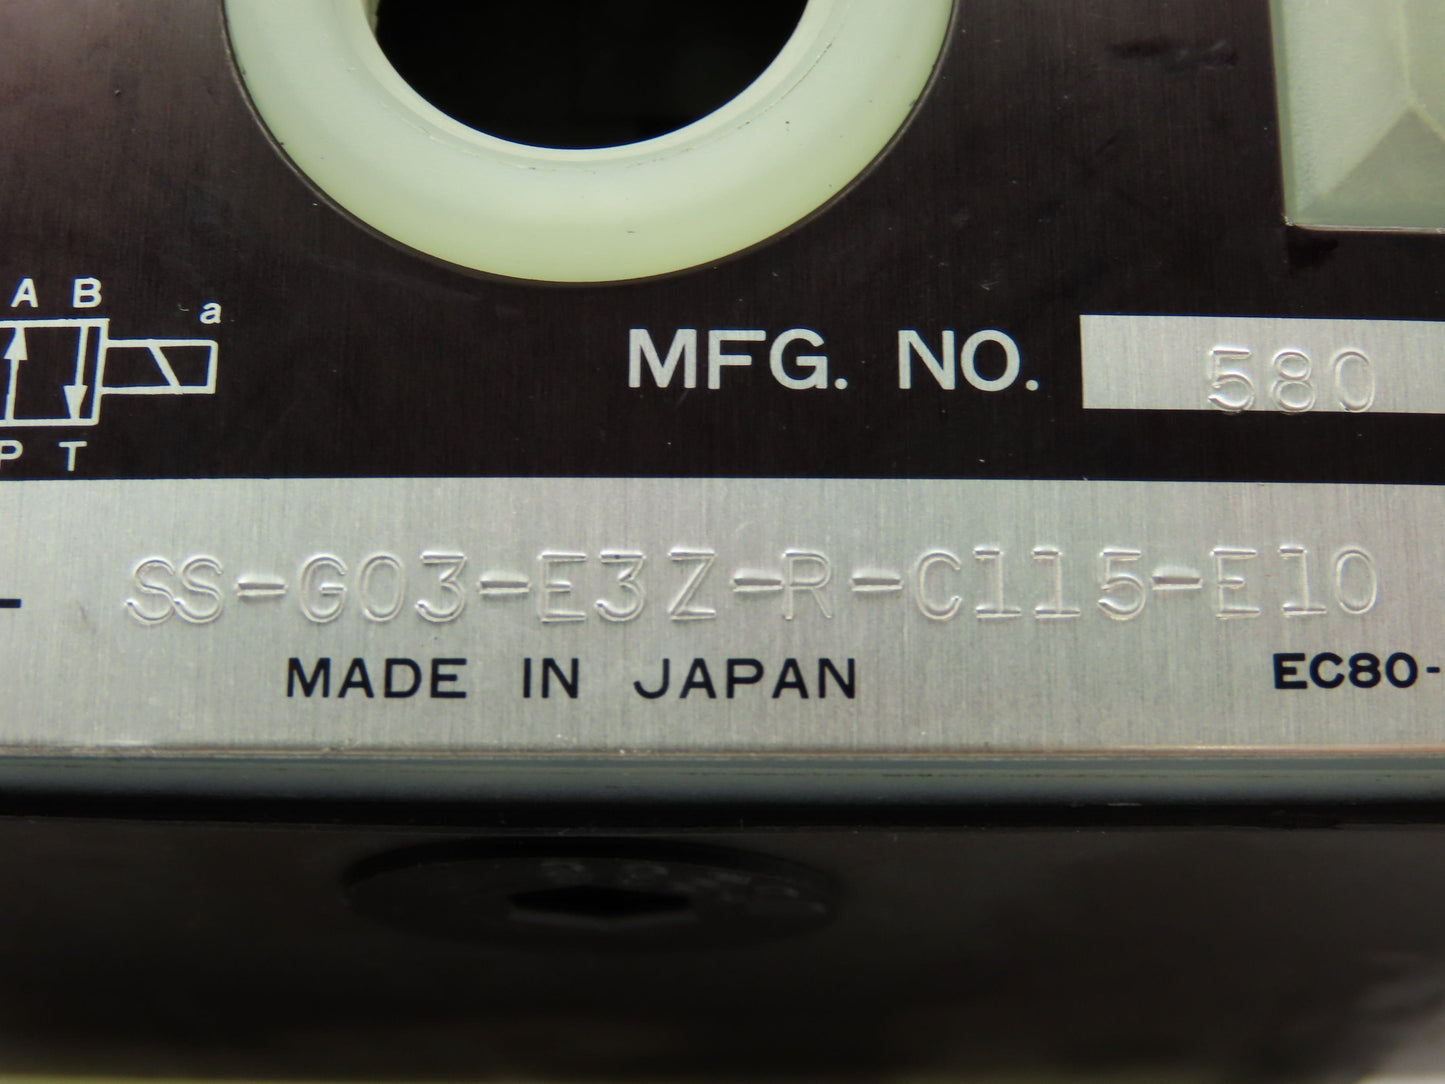 A B
a
P T
MFG. NO. 580
- SS-G03-E3Z-R-C115-E10
MADE IN JAPAN
EC80-